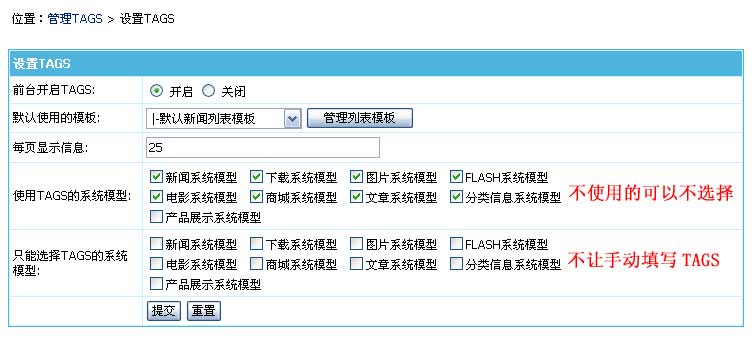 位置：管理TAGS > 设置TAGS
设置TAGS
前台开启TAGS: 开启 关闭
默认使用的模板: |-默认新闻列表模板 管理列表模板
每页显示信息: 25
使用TAGS的系统模型: 新闻系统模型 下载系统模型 图片系统模型 FLASH系统模型
电影系统模型 商城系统模型 文章系统模型 分类信息系统模型
产品展示系统模型
不使用的可以不选择
只能选择TAGS的系统
模型:
新闻系统模型 下载系统模型 图片系统模型 FLASH系统模型
电影系统模型 商城系统模型 文章系统模型 分类信息系统模型
产品展示系统模型
不让手动填写 TAGS
提交 重置